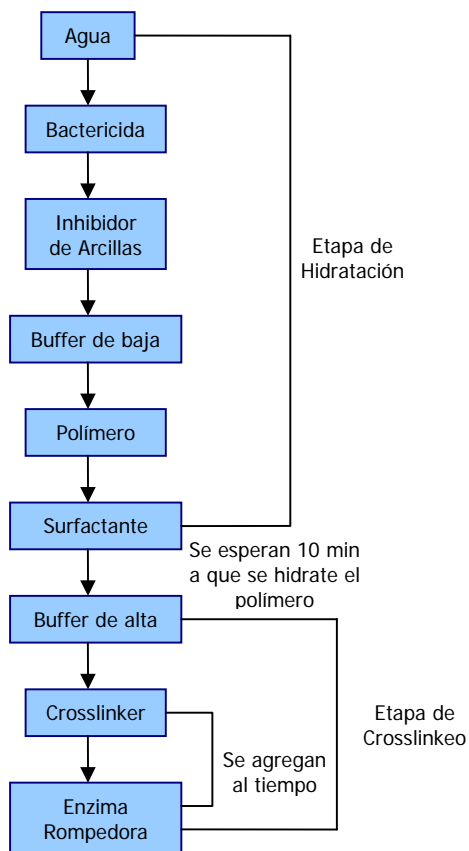 Agua
Bactericida
Inhibidor
de Arcillas
Etapa de
Hidratación
Buffer de baja
Polímero
Surfactante
Se esperan 10 min
a que se hidrate el
polímero
Buffer de alta
Crosslinker
Etapa de
Crosslinkeo
Se agregan
al tiempo
Enzima
Rompedora